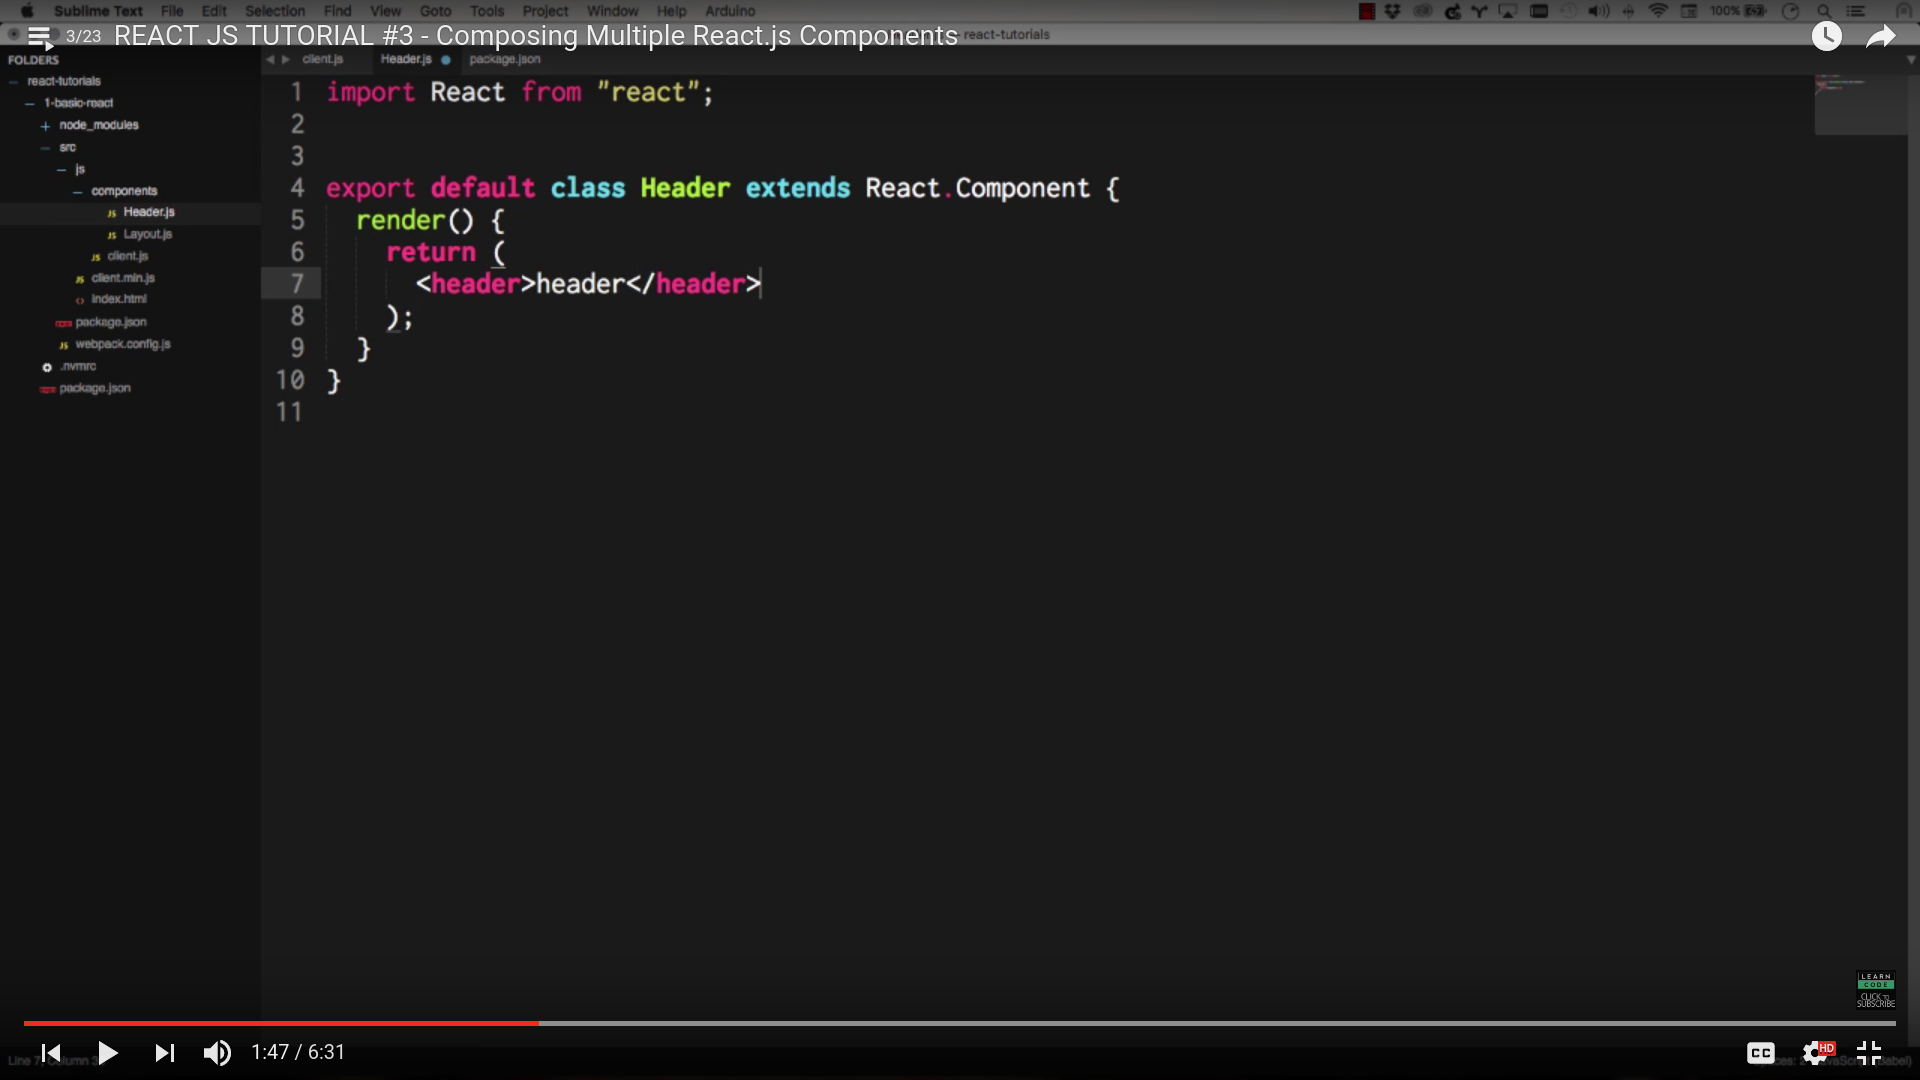 Sublime Text File Edit Selection Find View Goto Tools Project Window Help Arduino 100%
3/23 REACT JS TUTORIAL #3 - Composing Multiple React.js Components react-tutorials
FOLDERS
react-tutorials
1-basic-react
node_modules
src
js
components
JS Header.js
JS Layout.js
JS client.js
JS client.min.js
<> index.html
package.json
JS webpack.config.js
.nvmrc
package.json
client.js Header.js package.json
1 import React from "react";
2
3
4 export default class Header extends React.Component {
5 render() {
6 return (
7 <header>header</header>
8 );
9 }
10 }
11
LEARN
CODE
CLICK TO
SUBSCRIBE
1:47 / 6:31
CC
HD
Line 7,